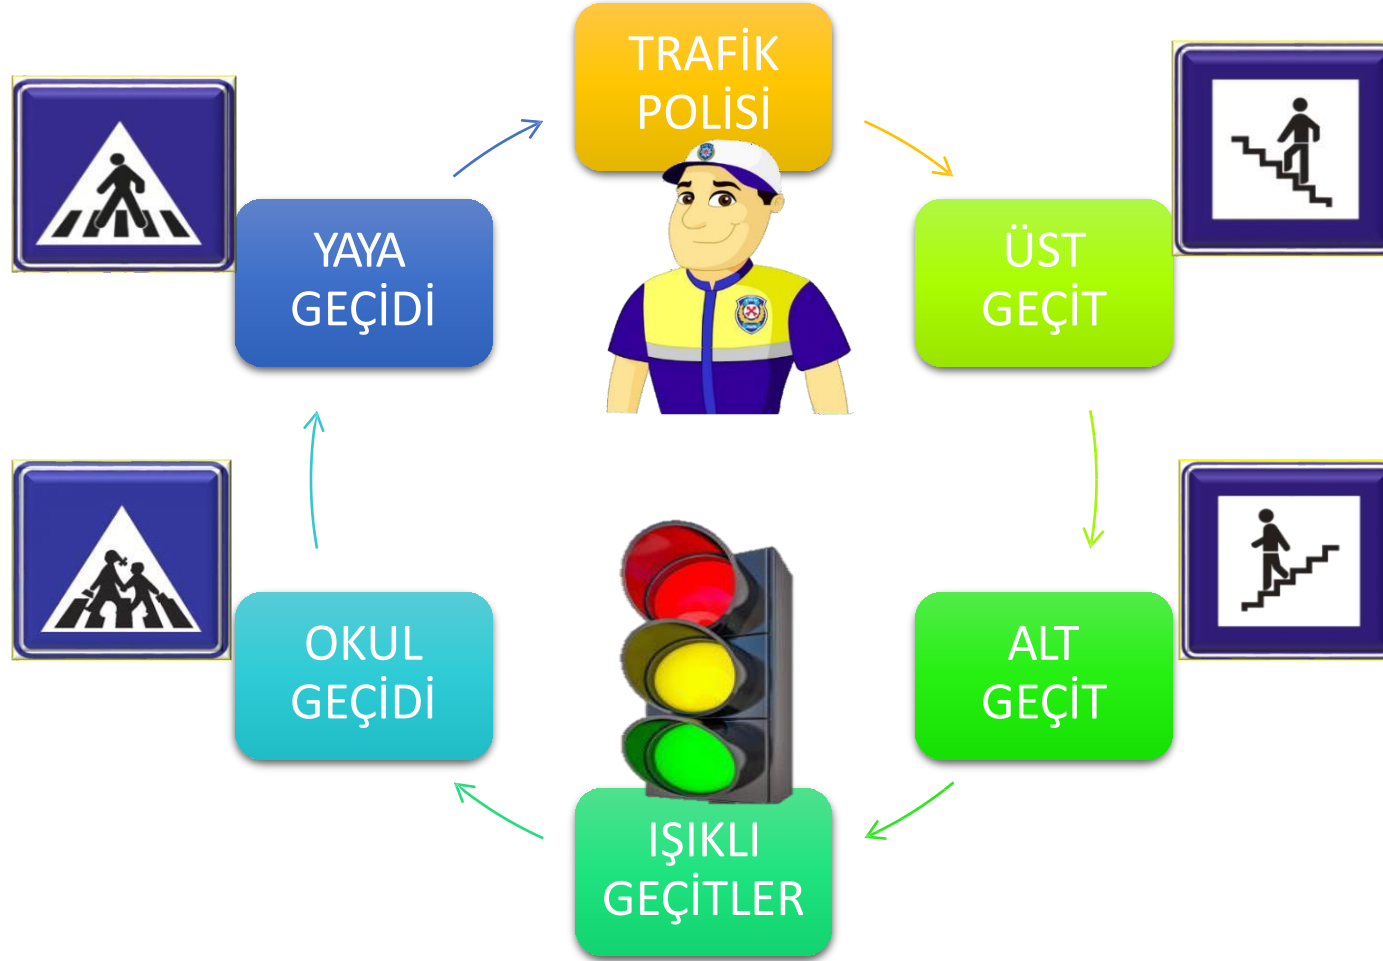 TRAFİK
POLİSİ
ÜST
GEÇİT
ALT
GEÇİT
IŞIKLI
GEÇİTLER
OKUL
GEÇİDİ
YAYA
GEÇİDİ